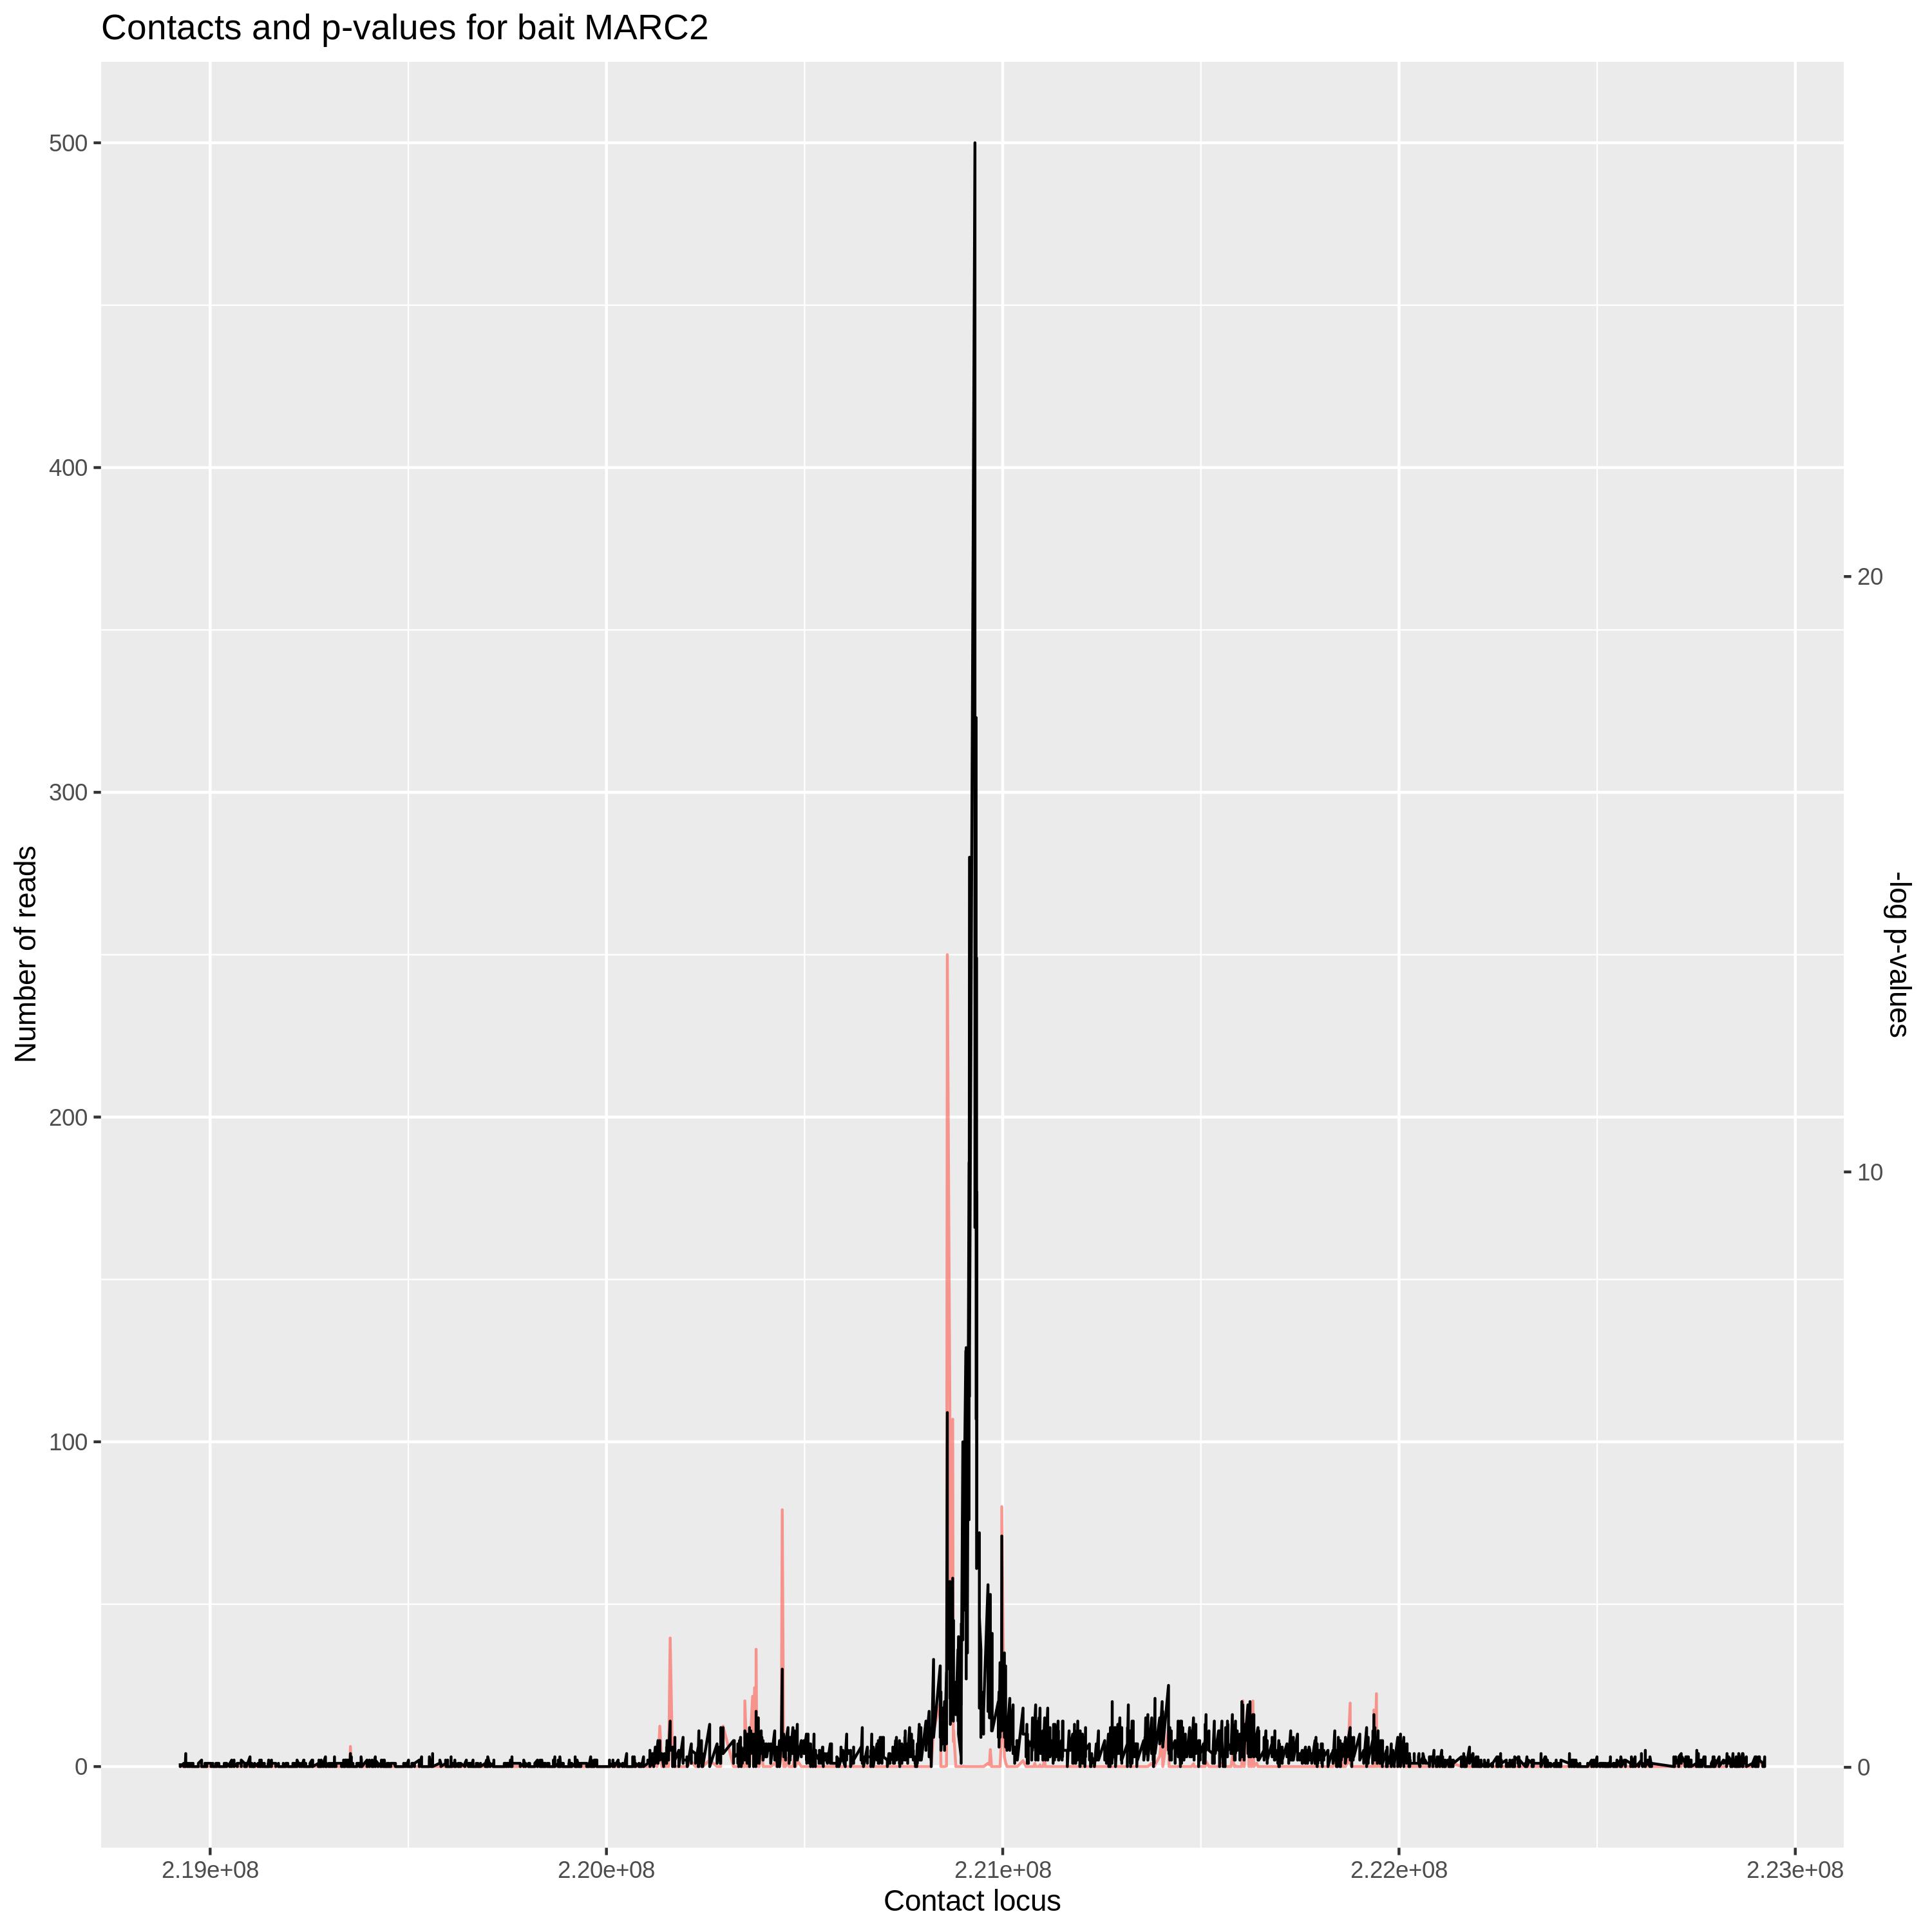 Contacts and p-values for bait MARC2
500
400
300
200
100
0
Number of reads
20
10
0
-log p-values
2.19e+08
2.20e+08
2.21e+08
2.22e+08
2.23e+08
Contact locus